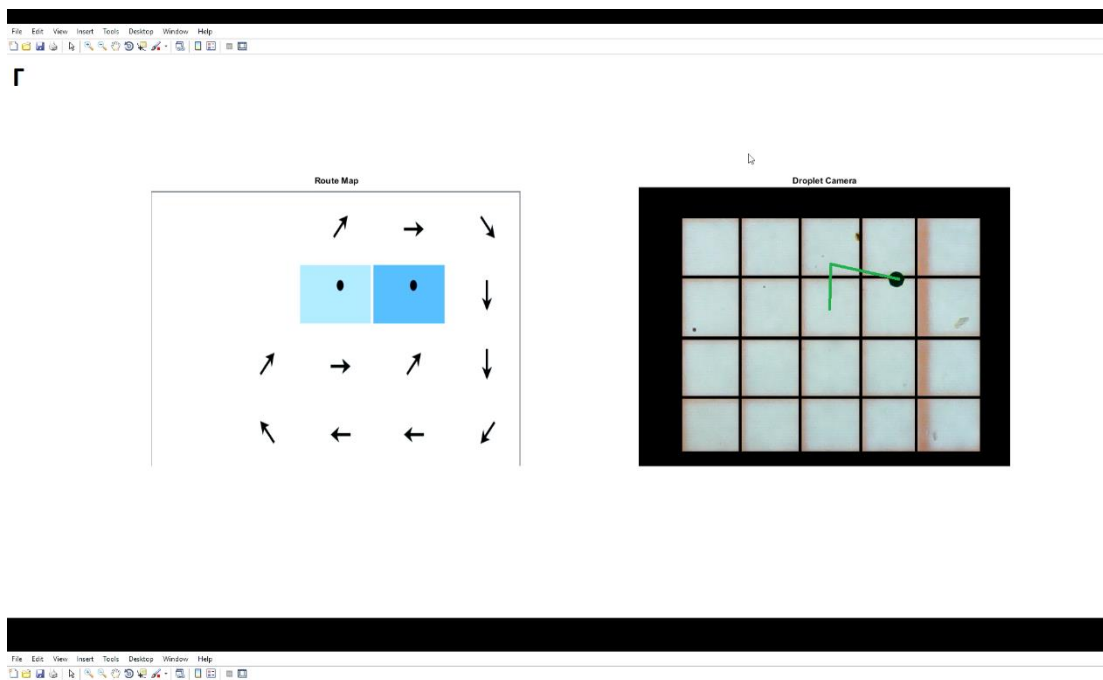 File Edit View Insert Tools Desktop Window Help
Route Map
Droplet Camera
File Edit View Insert Tools Desktop Window Help